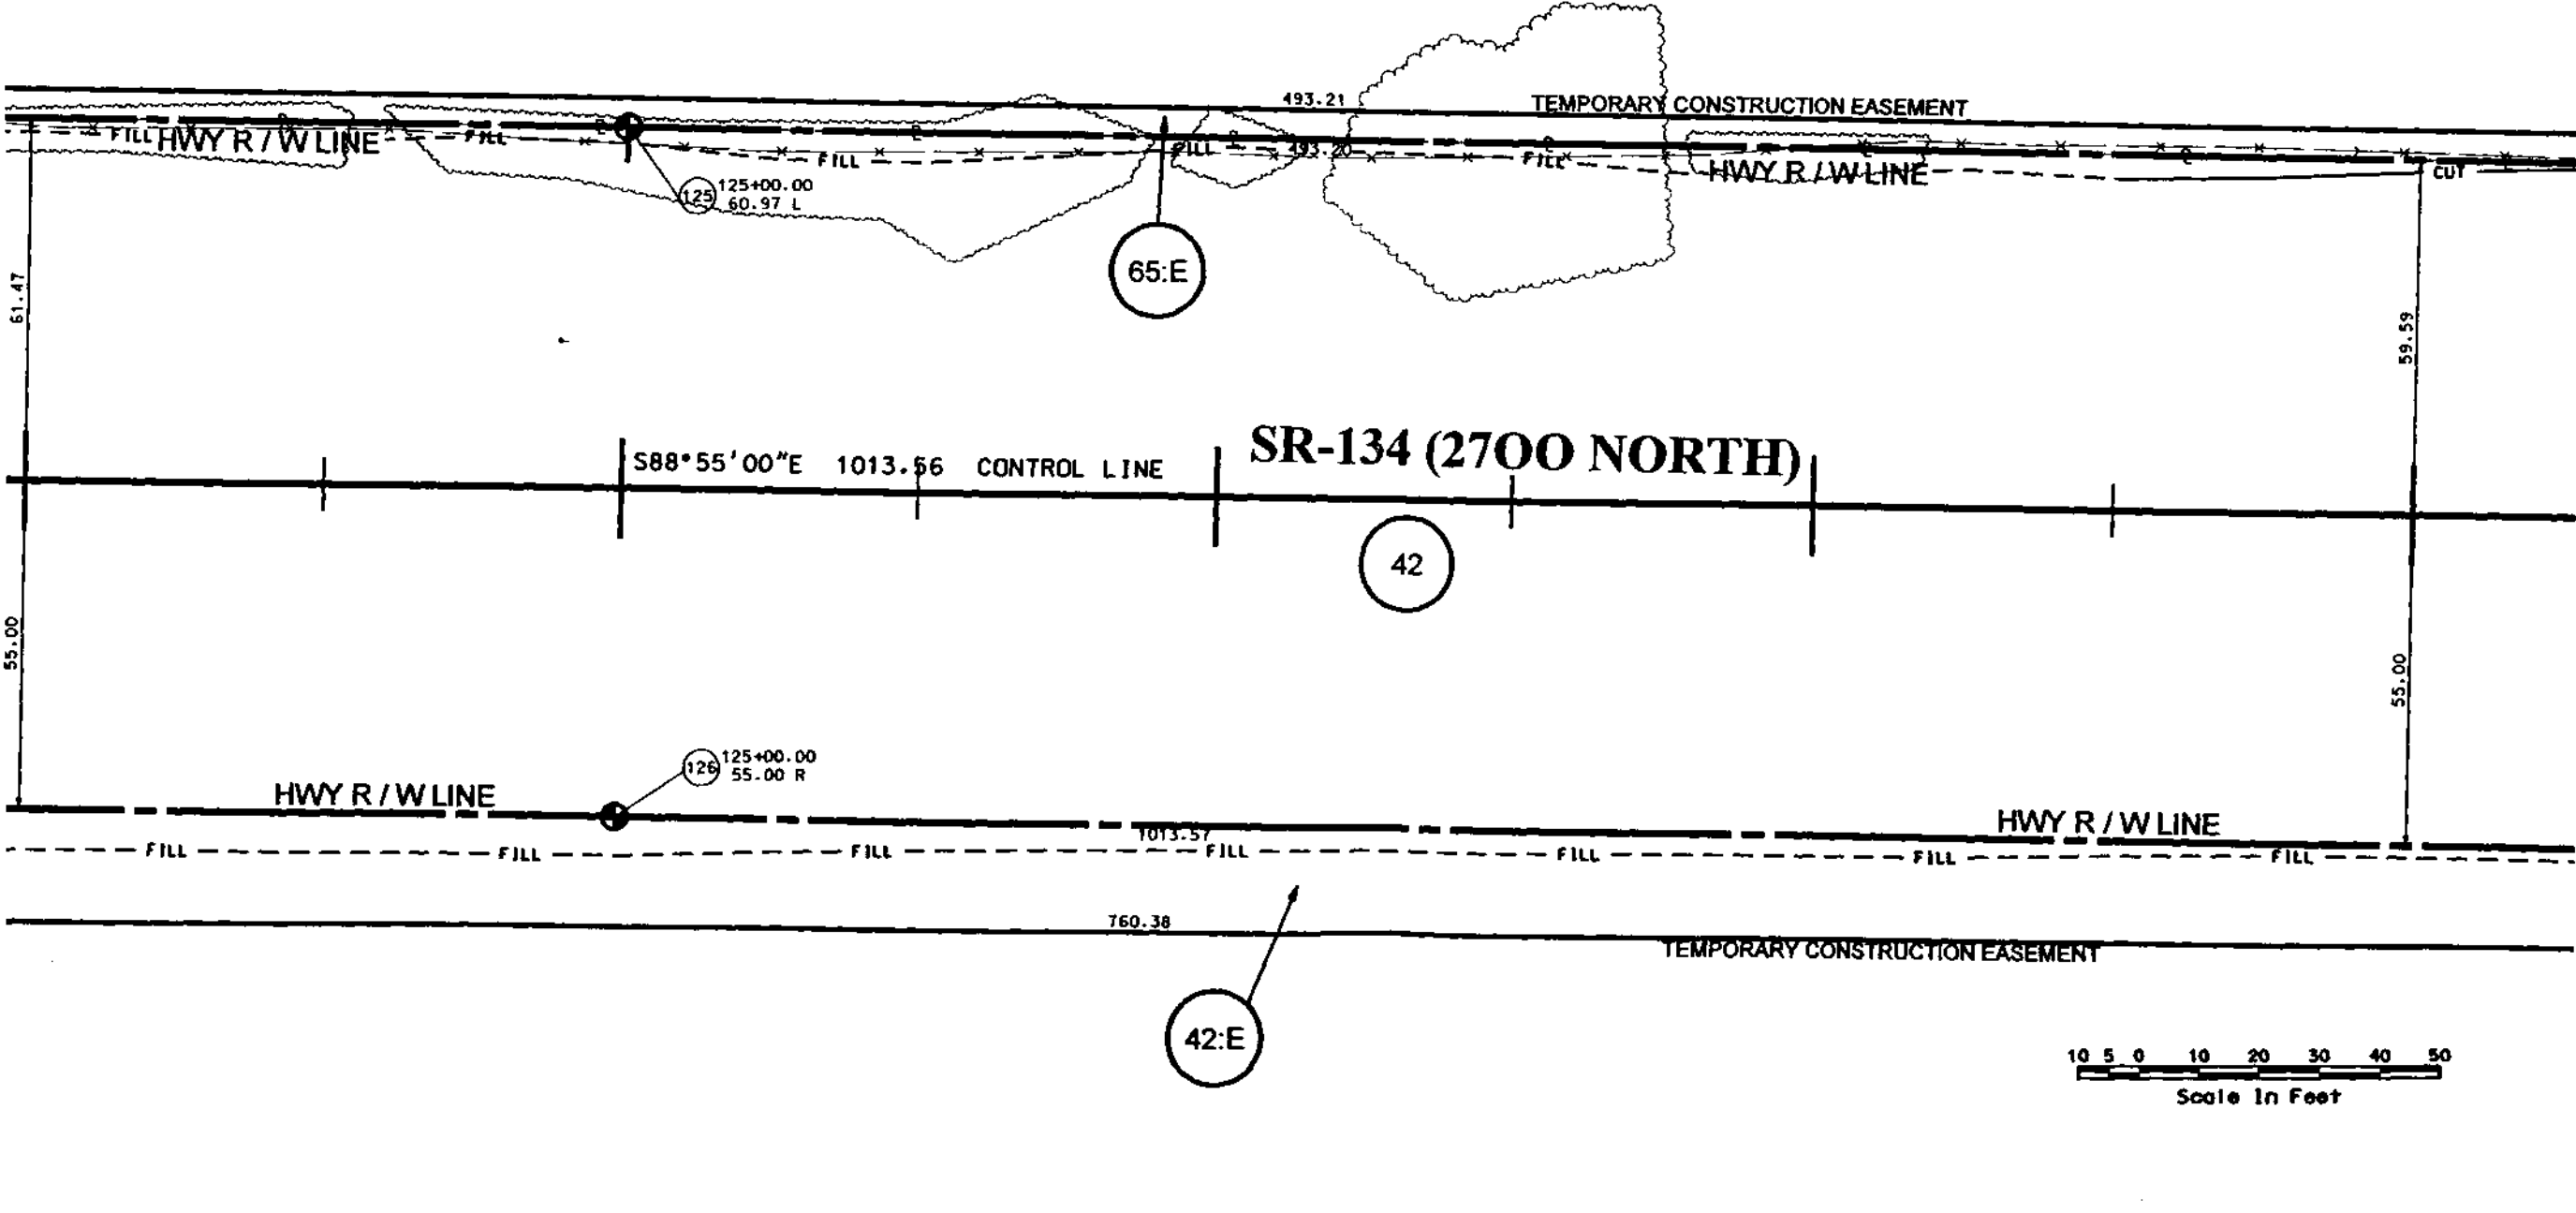 493.21
TEMPORARY CONSTRUCTION EASEMENT
FILL HWY R / W LINE FILL
FILL
FILL
493.20
FILL
HWY R / W LINE
CUT
125
125+00.00
60.97 L
65:E
61.47
59.59
SR-134 (2700 NORTH)
S88°55'00"E 1013.56 CONTROL LINE
42
55.00
55.00
126
125+00.00
55.00 R
HWY R / W LINE
HWY R / W LINE
1013.57
FILL FILL FILL FILL FILL FILL FILL
760.38
TEMPORARY CONSTRUCTION EASEMENT
42:E
10 5 0 10 20 30 40 50
Scale In Feet